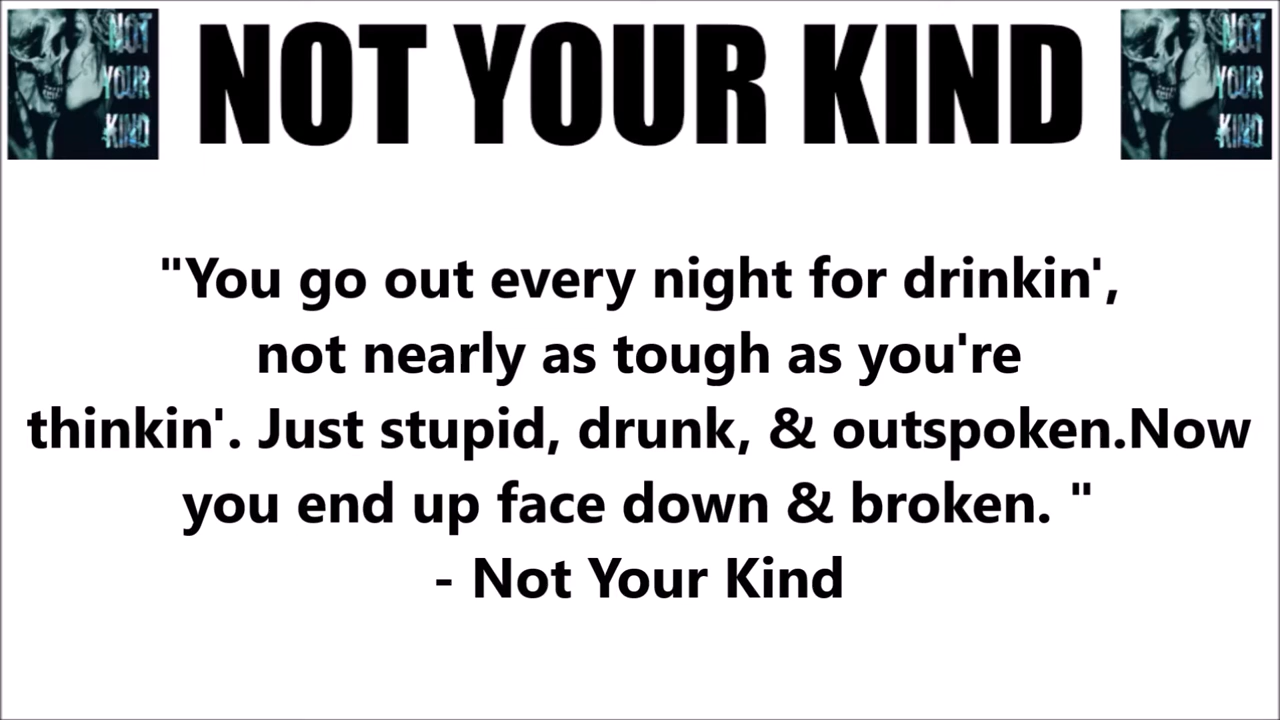 NOT
YOUR
KIND
NOT YOUR KIND
NOT
YOUR
KIND
"You go out every night for drinkin',
not nearly as tough as you're
thinkin'. Just stupid, drunk, & outspoken.Now
you end up face down & broken. "
- Not Your Kind